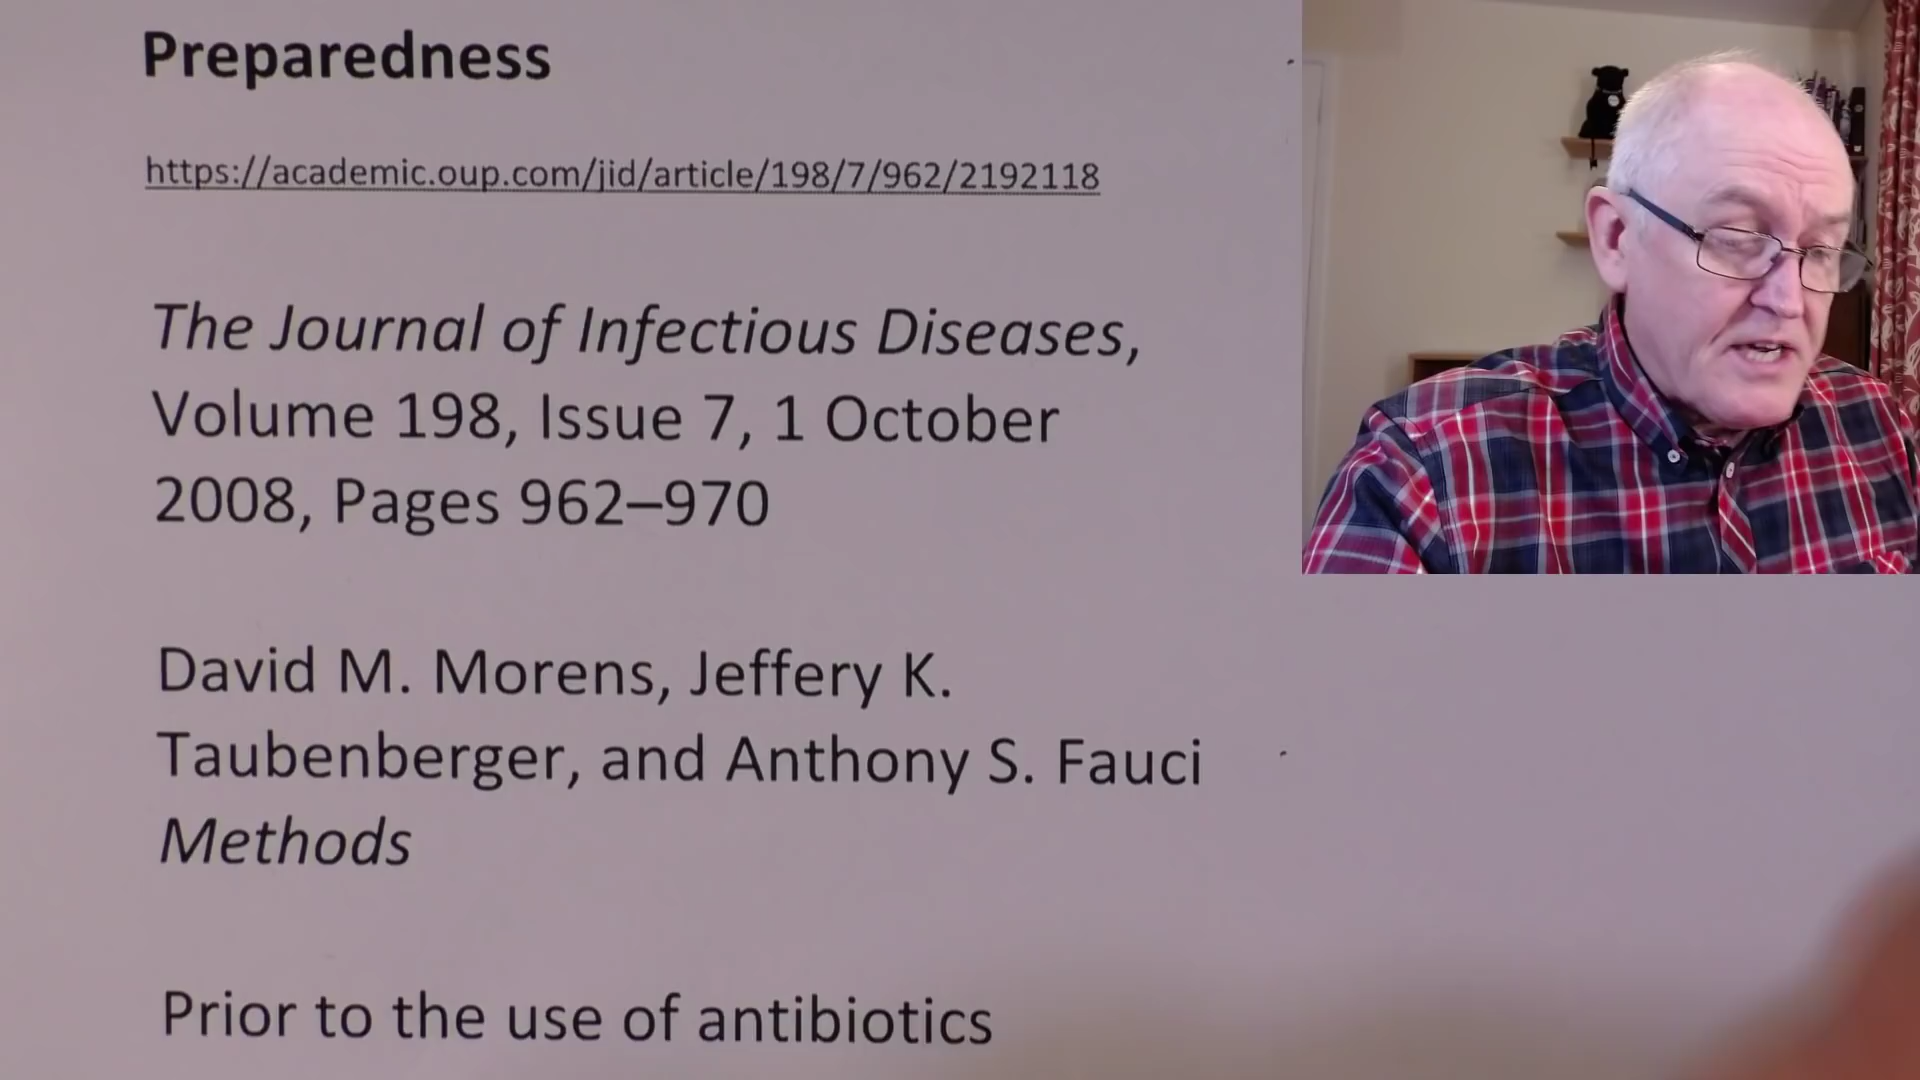 Preparedness
https://academic.oup.com/jid/article/198/7/962/2192118
The Journal of Infectious Diseases,
Volume 198, Issue 7, 1 October
2008, Pages 962–970
David M. Morens, Jeffery K.
Taubenberger, and Anthony S. Fauci
Methods
Prior to the use of antibiotics